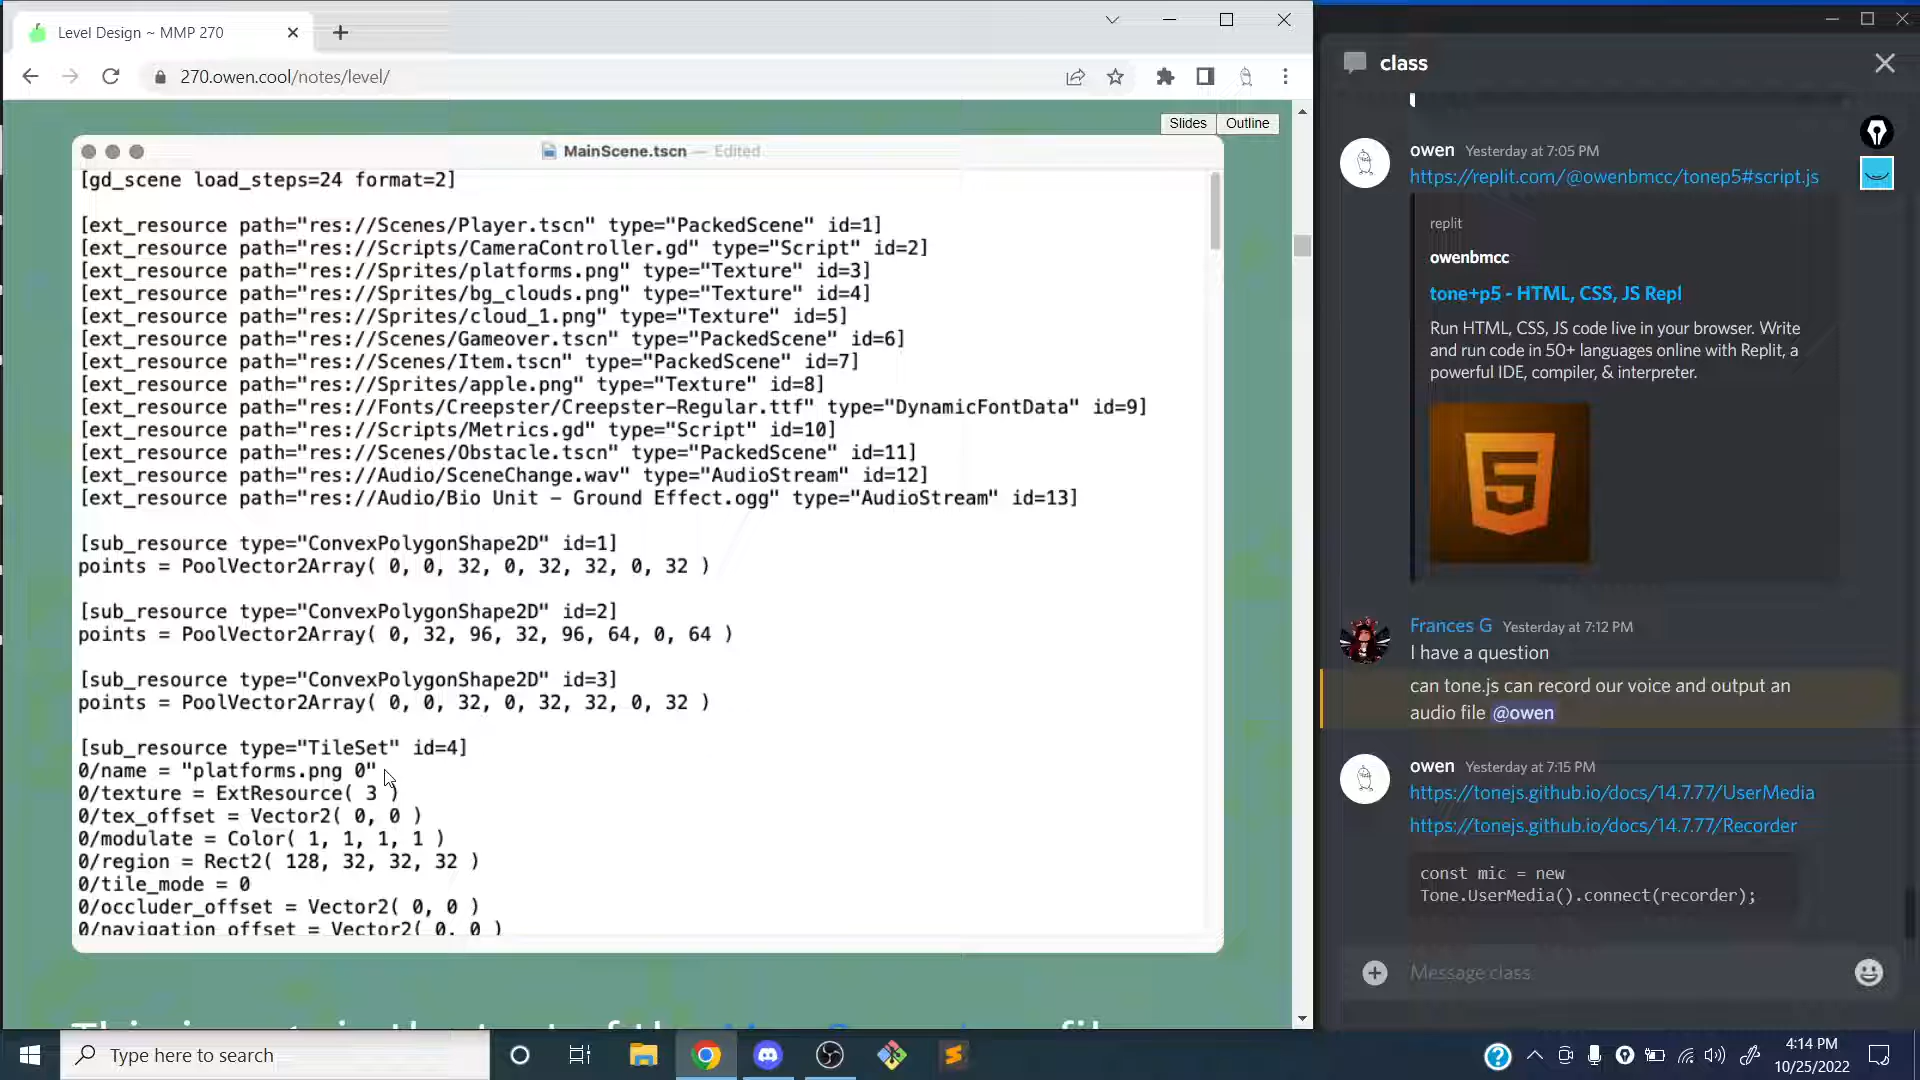 Level Design ~ MMP 270
270.owen.cool/notes/level/
Slides
Outline
MainScene.tscn — Edited
[gd_scene load_steps=24 format=2]
[ext_resource path="res://Scenes/Player.tscn" type="PackedScene" id=1]
[ext_resource path="res://Scripts/CameraController.gd" type="Script" id=2]
[ext_resource path="res://Sprites/platforms.png" type="Texture" id=3]
[ext_resource path="res://Sprites/bg_clouds.png" type="Texture" id=4]
[ext_resource path="res://Sprites/cloud_1.png" type="Texture" id=5]
[ext_resource path="res://Scenes/Gameover.tscn" type="PackedScene" id=6]
[ext_resource path="res://Scenes/Item.tscn" type="PackedScene" id=7]
[ext_resource path="res://Sprites/apple.png" type="Texture" id=8]
[ext_resource path="res://Fonts/Creepster/Creepster-Regular.ttf" type="DynamicFontData" id=9]
[ext_resource path="res://Scripts/Metrics.gd" type="Script" id=10]
[ext_resource path="res://Scenes/Obstacle.tscn" type="PackedScene" id=11]
[ext_resource path="res://Audio/SceneChange.wav" type="AudioStream" id=12]
[ext_resource path="res://Audio/Bio Unit - Ground Effect.ogg" type="AudioStream" id=13]
[sub_resource type="ConvexPolygonShape2D" id=1]
points = PoolVector2Array( 0, 0, 32, 0, 32, 32, 0, 32 )
[sub_resource type="ConvexPolygonShape2D" id=2]
points = PoolVector2Array( 0, 32, 96, 32, 96, 64, 0, 64 )
[sub_resource type="ConvexPolygonShape2D" id=3]
points = PoolVector2Array( 0, 0, 32, 0, 32, 32, 0, 32 )
[sub_resource type="TileSet" id=4]
0/name = "platforms.png 0"
0/texture = ExtResource( 3 )
0/tex_offset = Vector2( 0, 0 )
0/modulate = Color( 1, 1, 1, 1 )
0/region = Rect2( 128, 32, 32, 32 )
0/tile_mode = 0
0/occluder_offset = Vector2( 0, 0 )
0/navigation_offset = Vector2( 0, 0 )
class
owen Yesterday at 7:05 PM
https://replit.com/@owenbmcc/tonep5#script.js
replit
owenbmcc
tone+p5 - HTML, CSS, JS Repl
Run HTML, CSS, JS code live in your browser. Write
and run code in 50+ languages online with Replit, a
powerful IDE, compiler, & interpreter.
5
Frances G Yesterday at 7:12 PM
I have a question
can tone.js can record our voice and output an
audio file @owen
owen Yesterday at 7:15 PM
https://tonejs.github.io/docs/14.7.77/UserMedia
https://tonejs.github.io/docs/14.7.77/Recorder
const mic = new
Tone.UserMedia().connect(recorder);
Message class
Type here to search
4:14 PM
10/25/2022